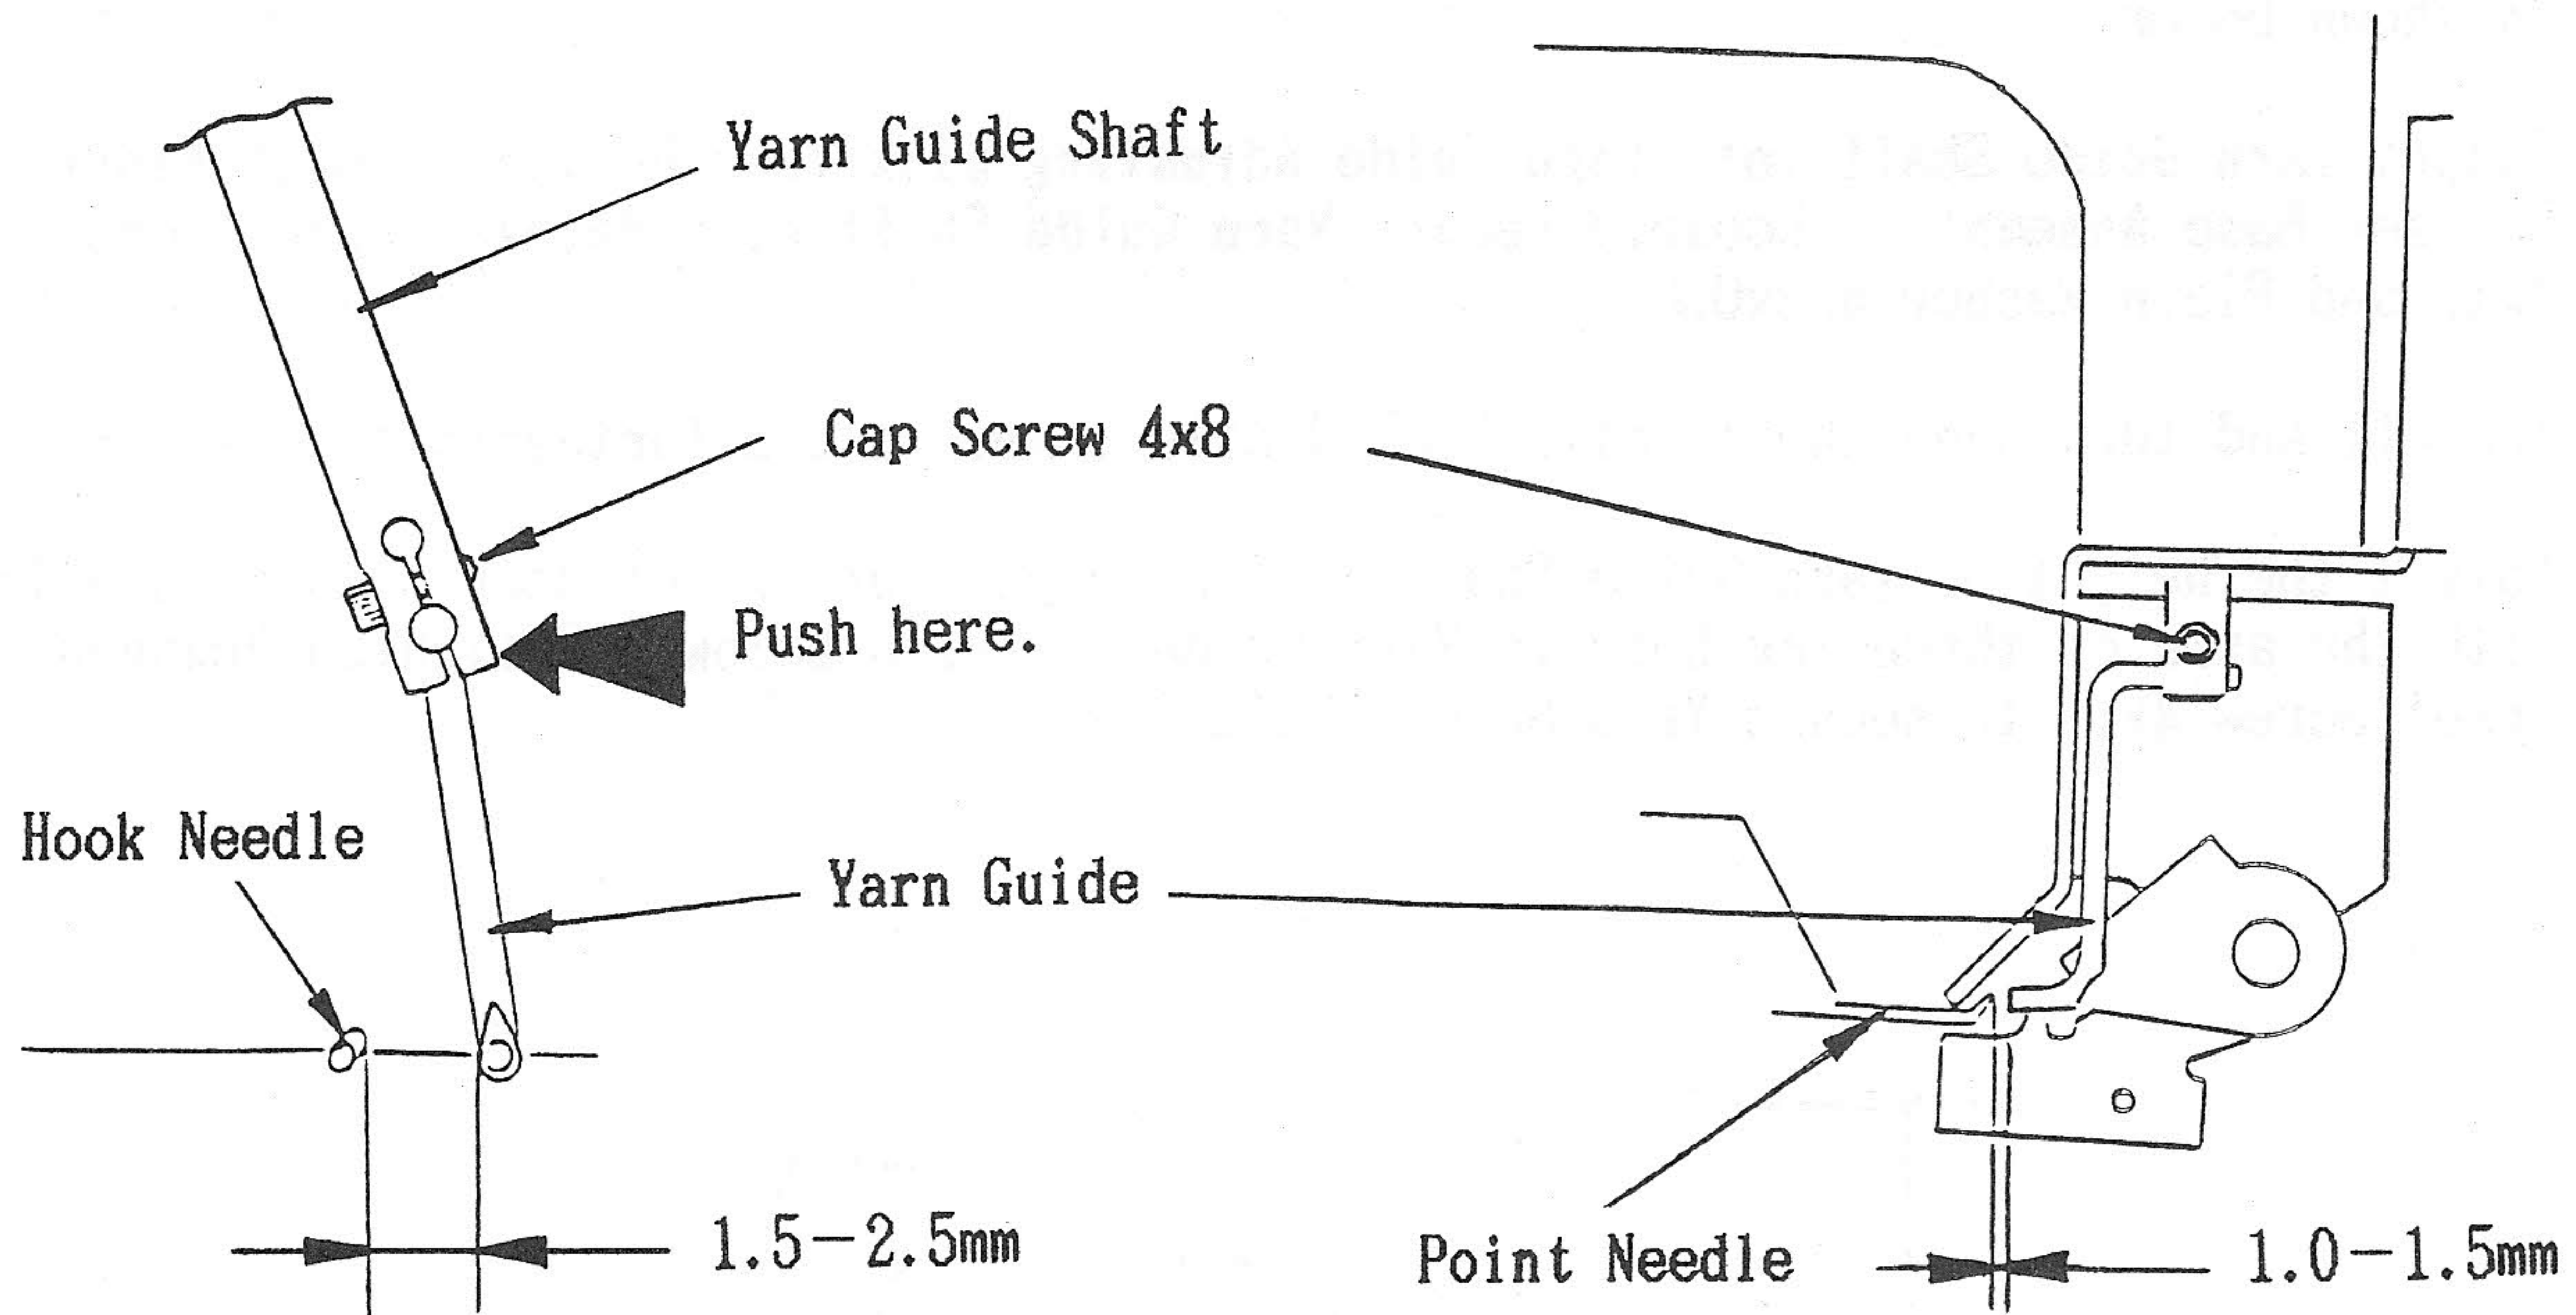 Yarn Guide Shaft
Cap Screw 4x8
Push here.
Hook Needle
Yarn Guide
1.5-2.5mm
Point Needle
1.0-1.5mm